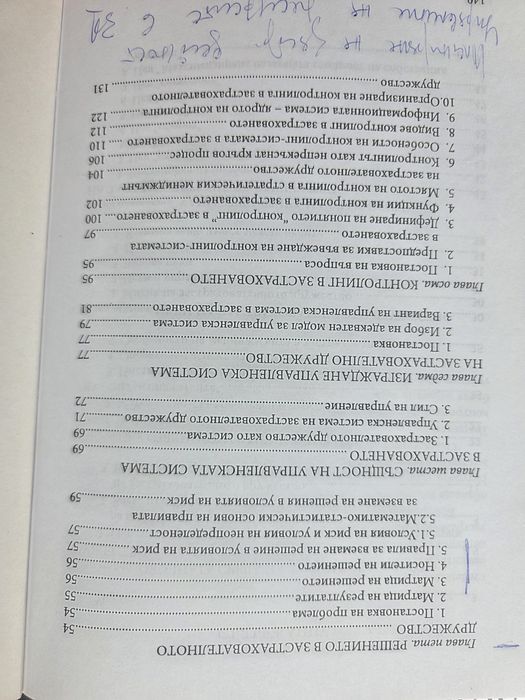 Глава пета. РЕШЕНИЕТО В ЗАСТРАХОВАТЕЛНОТО
ДРУЖЕСТВО ........ 54
1. Постановка на проблема ........ 54
2. Матрица на резултатите ........ 55
3. Матрица на решението ........ 56
4. Носители на решението ........ 56
5. Правила за вземане на решение в условията на риск ........ 57
5.1. Условия на риск и условия на неопределеност ........ 57
5.2. Математико-статистически основи на правилата
за вземане на решения в условията на риск ........ 59
Глава шеста. СЪЩНОСТ НА УПРАВЛЕНСКАТА СИСТЕМА
В ЗАСТРАХОВАНЕТО ........ 69
1. Застрахователното дружество като система ........ 69
2. Управленска система на застрахователното дружество ........ 71
3. Стил на управление ........ 72
Глава седма. ИЗГРАЖДАНЕ УПРАВЛЕНСКА СИСТЕМА
НА ЗАСТРАХОВАТЕЛНО ДРУЖЕСТВО ........ 77
1. Постановка ........ 77
2. Избор на адекватен модел за управленска система ........ 79
3. Вариант на управленска система в застраховането ........ 81
Глава осма. КОНТРОЛИНГ В ЗАСТРАХОВАНЕТО ........ 95
1. Постановка на въпроса ........ 95
2. Предпоставки за въвеждане на контролинг-системата
в застраховането ........ 97
3. Дефиниране на понятието "контролинг" в застраховането .... 100
4. Функции на контролинга в застраховането ........ 102
5. Мястото на контролинга в стратегическия мениджмънт
на застрахователното дружество ........ 104
6. Контролингът като непрекъснат кръгов процес ........ 106
7. Особености на контролинг-системата в застраховането .... 110
8. Видове контролинг в застраховането ........ 112
9. Информационната система – ядрото на контролинга ........ 122
10. Организиране на контролинга в застрахователното
дружество ........ 131
не дейност
Управление на в ЗД